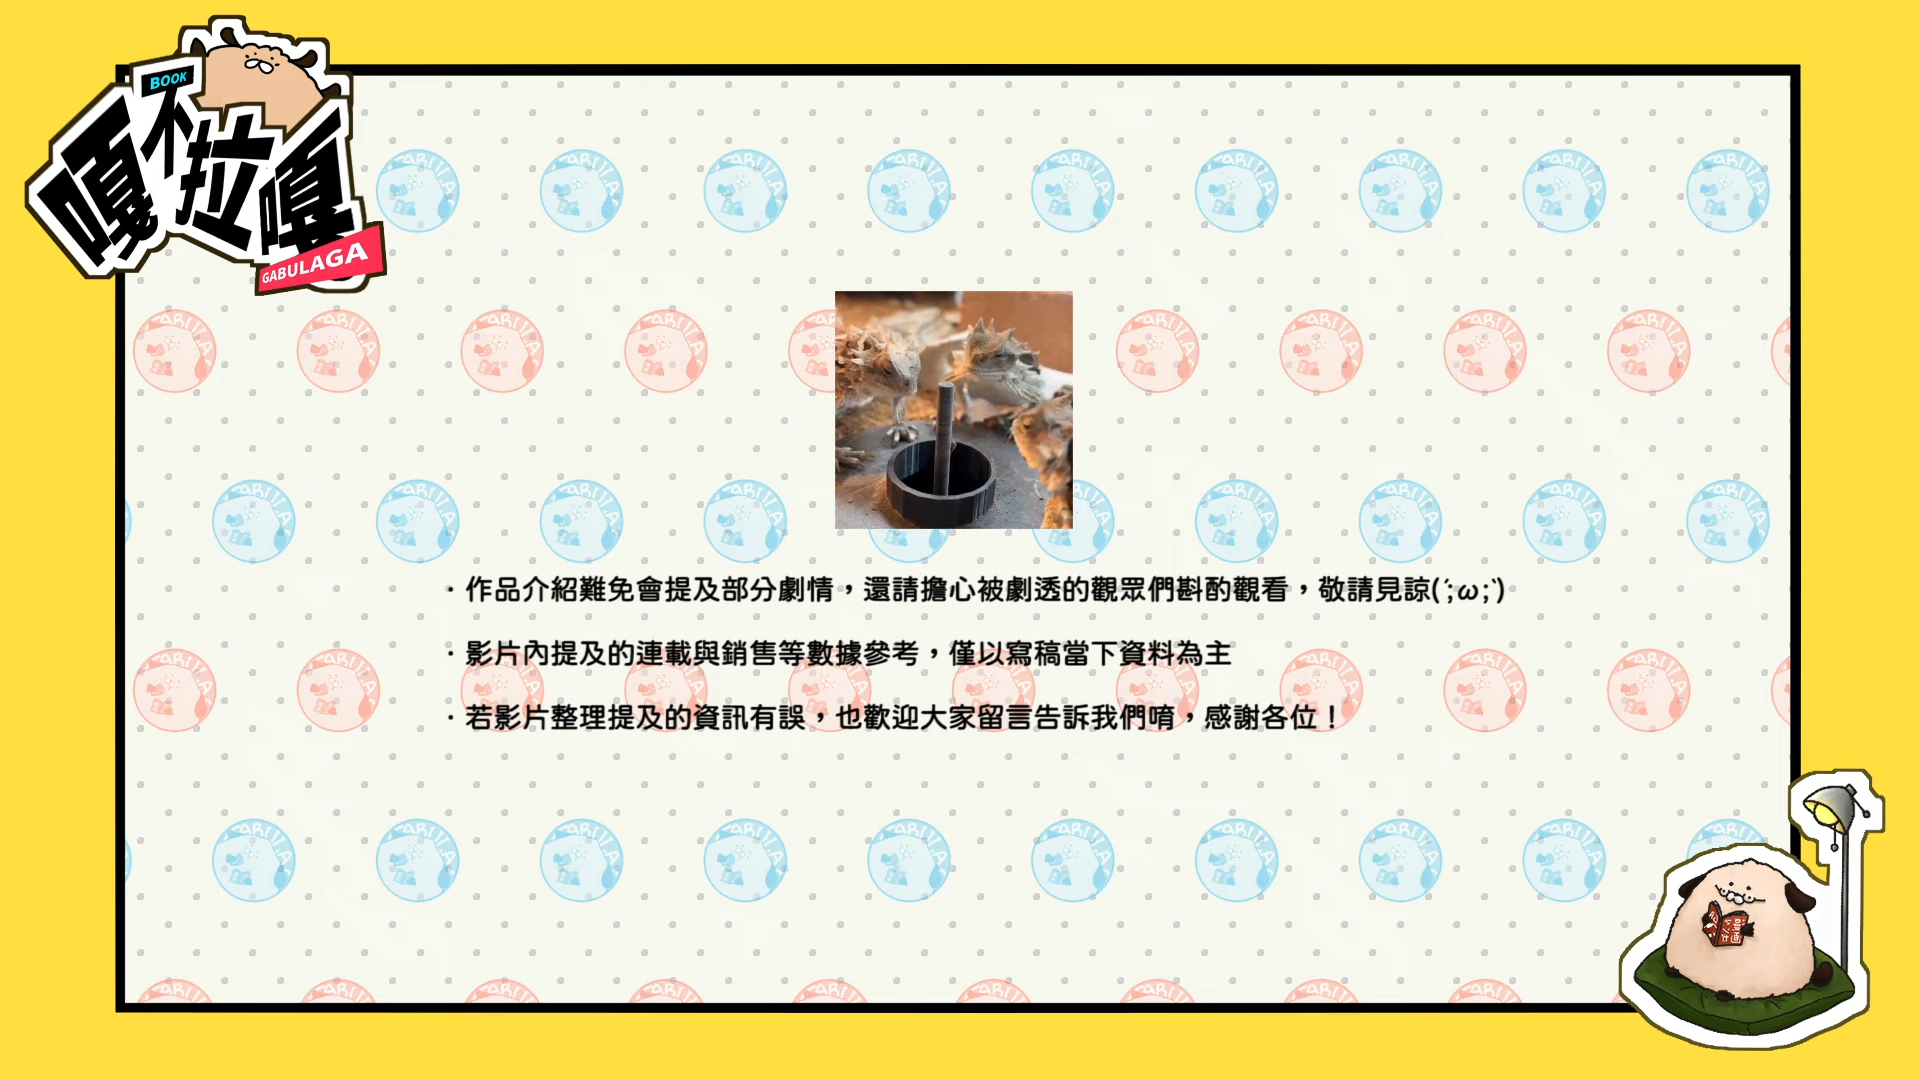 BOOK
嘎不拉嘎
GABULAGA
· 作品介紹難免會提及部分劇情，還請擔心被劇透的觀眾們斟酌觀看，敬請見諒(´;ω;`)
· 影片內提及的連載與銷售等數據參考，僅以寫稿當下資料為主
· 若影片整理提及的資訊有誤，也歡迎大家留言告訴我們唷，感謝各位！